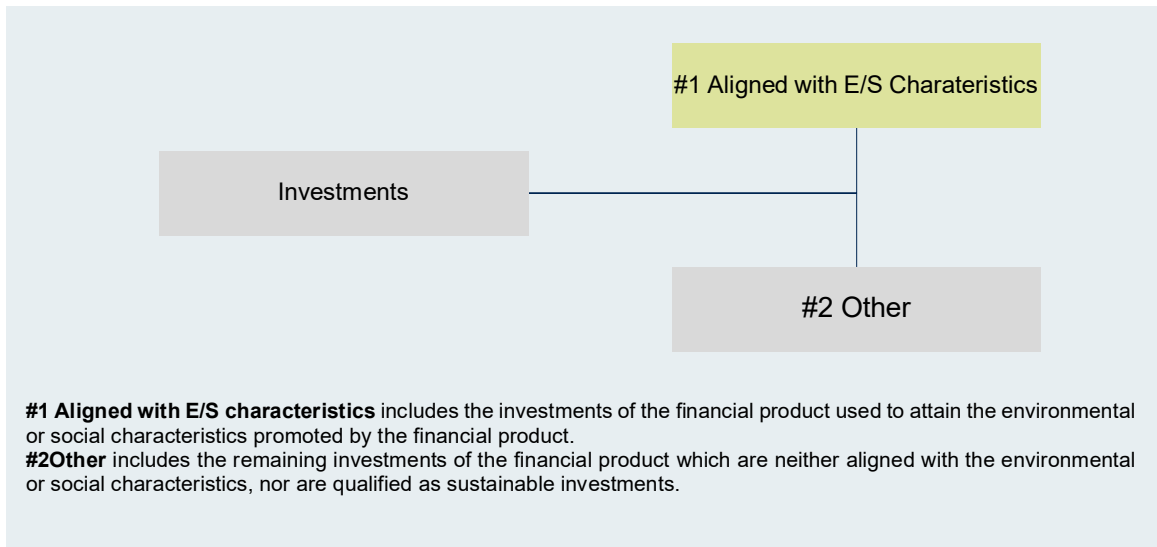 #1 Aligned with E/S Charateristics
Investments
#2 Other
#1 Aligned with E/S characteristics includes the investments of the financial product used to attain the environmental
or social characteristics promoted by the financial product.
#2Other includes the remaining investments of the financial product which are neither aligned with the environmental
or social characteristics, nor are qualified as sustainable investments.